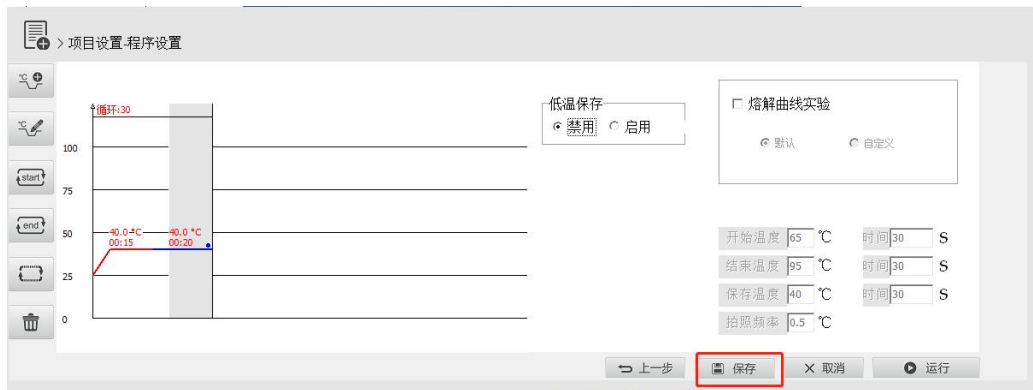 > 项目设置-程序设置
℃
℃
start
end
循环:30
100
75
50
25
0
40.0 °C
00:15
40.0 °C
00:20
低温保存
禁用 启用
熔解曲线实验
默认 自定义
开始温度 65 ℃ 时间 30 S
结束温度 95 ℃ 时间 30 S
保存温度 40 ℃ 时间 30 S
拍照频率 0.5 ℃
上一步 保存 取消 运行